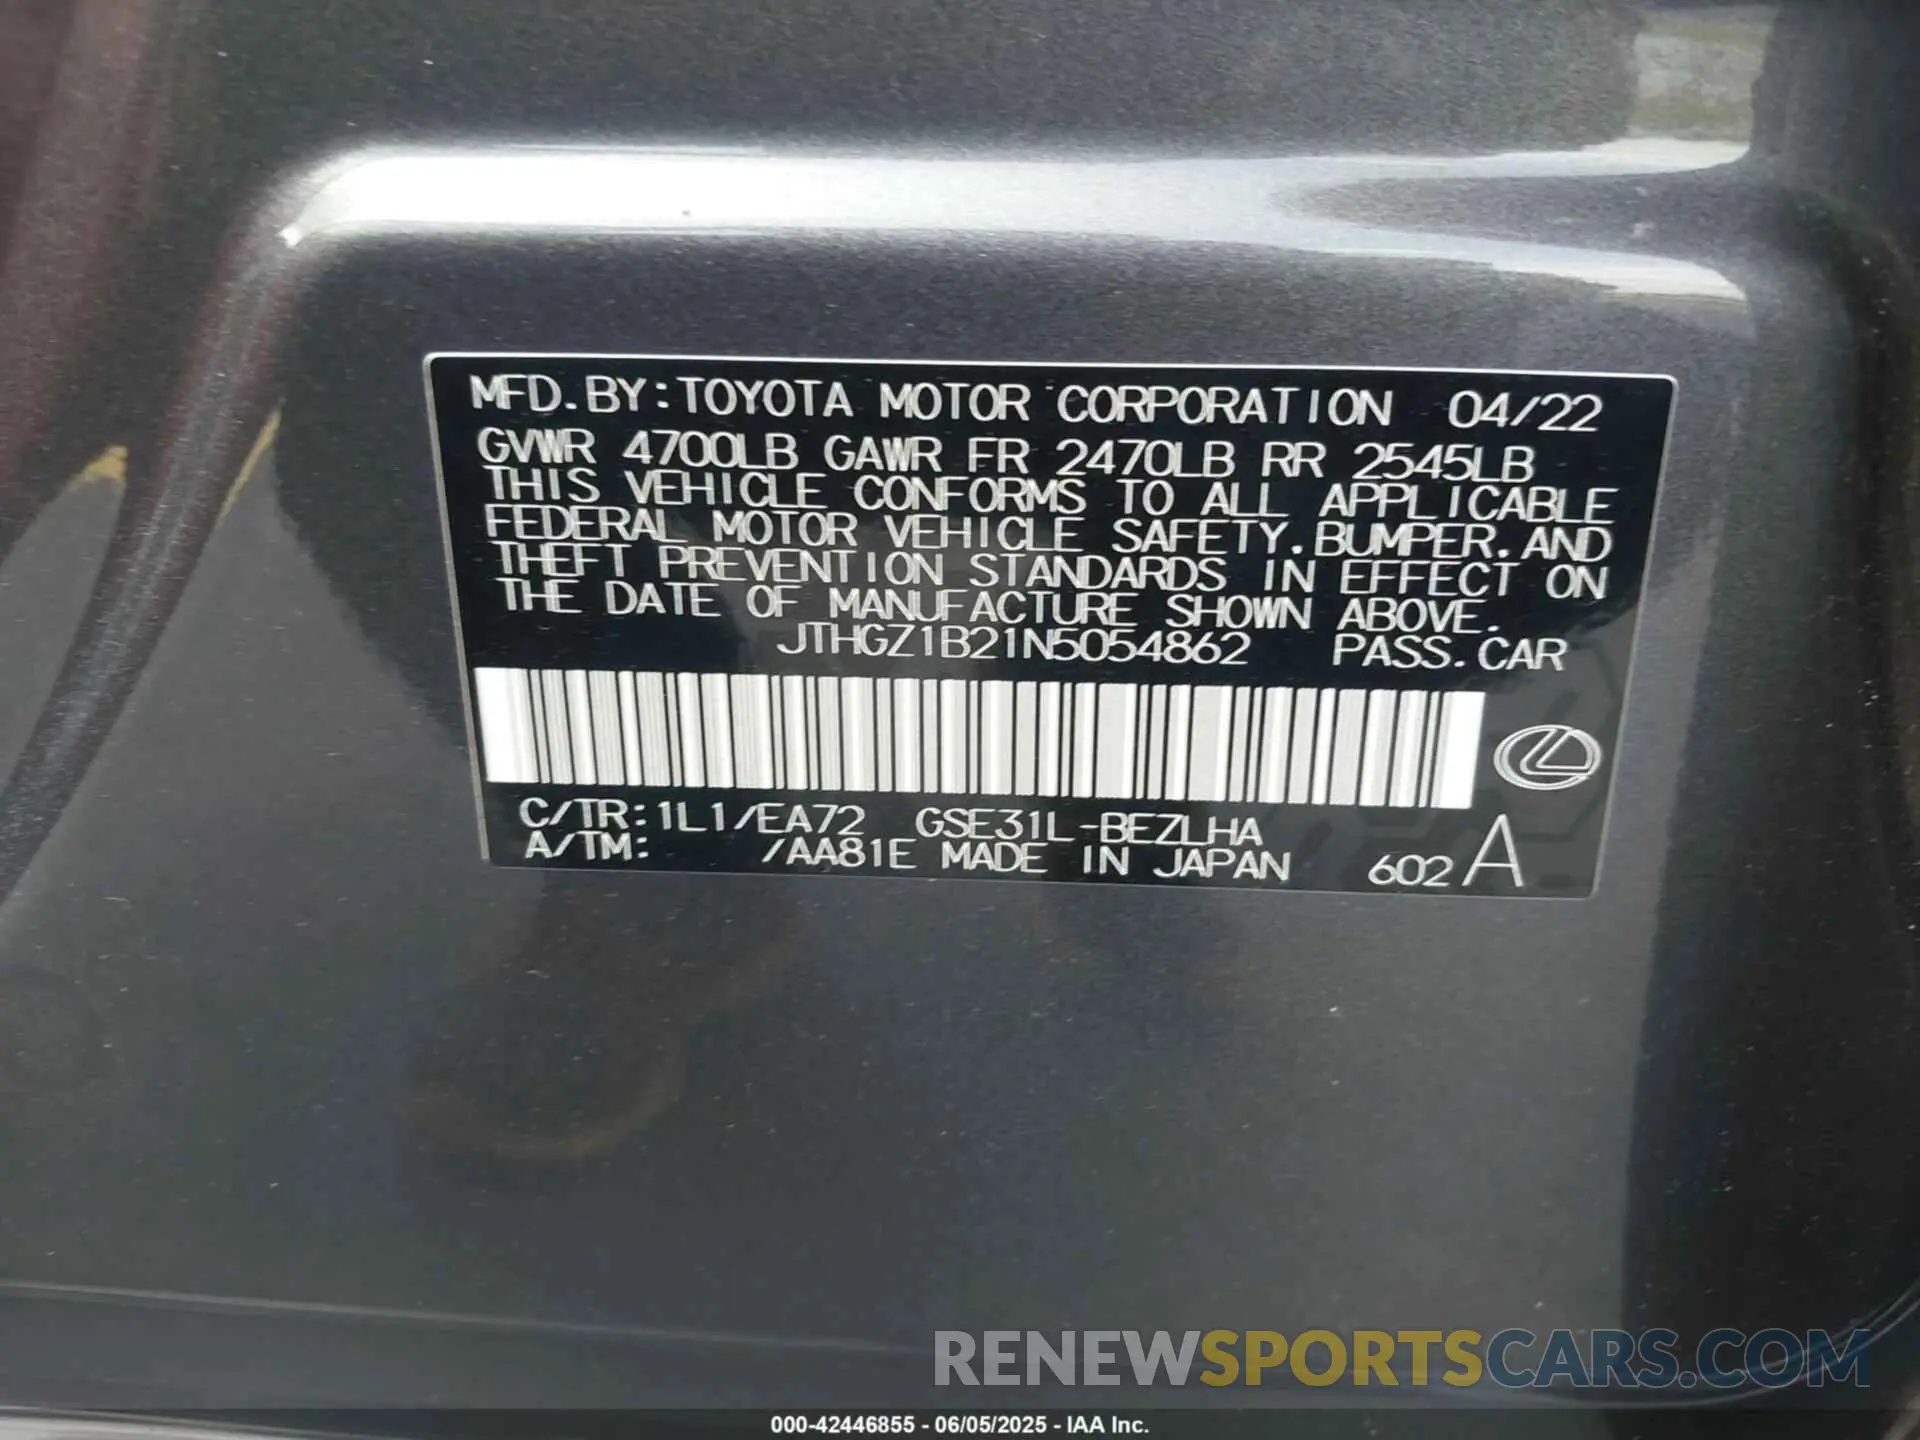 MFD.BY:TOYOTA MOTOR CORPORATION 04/22
GVWR 4700LB GAWR FR 2470LB RR 2545LB
THIS VEHICLE CONFORMS TO ALL APPLICABLE
FEDERAL MOTOR VEHICLE SAFETY.BUMPER.AND
THEFT PREVENTION STANDARDS IN EFFECT ON
THE DATE OF MANUFACTURE SHOWN ABOVE.
JTHGZ1B21N5054862 PASS.CAR
C/TR:1L1/EA72 GSE31L-BEZLHA
A/TM: /AA81E MADE IN JAPAN 602 A
RENEWSPORTSCARS.COM
000-42446855 - 06/05/2025 - IAA Inc.